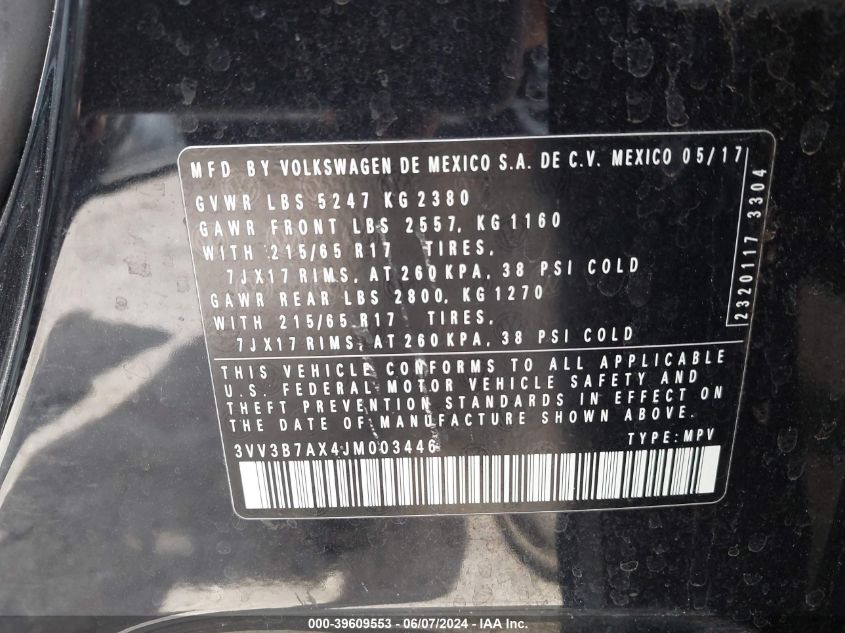 MFD BY VOLKSWAGEN DE MEXICO S.A. DE C.V. MEXICO 05/17
GVWR LBS 5247 KG 2380
GAWR FRONT LBS 2557, KG 1160
WITH 215/65 R17 TIRES,
7JX17 RIMS, AT 260 KPA, 38 PSI COLD
GAWR REAR LBS 2800, KG 1270
WITH 215/65 R17 TIRES,
7JX17 RIMS, AT 260 KPA, 38 PSI COLD
THIS VEHICLE CONFORMS TO ALL APPLICABLE
U.S. FEDERAL MOTOR VEHICLE SAFETY AND
THEFT PREVENTION STANDARDS IN EFFECT ON
THE DATE OF MANUFACTURE SHOWN ABOVE.
3VV3B7AX4JM003446 TYPE: MPV
2320117 3304
000-39609553 - 06/07/2024 - IAA Inc.